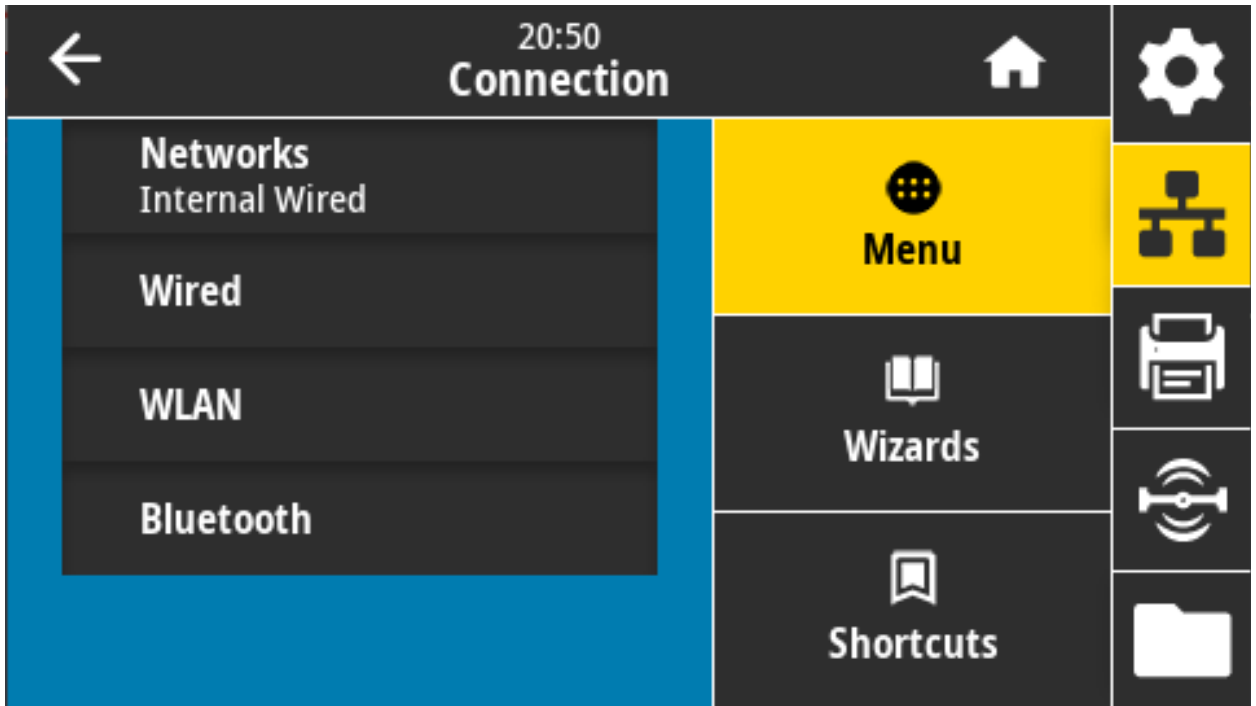 20:50
Connection
Networks
Internal Wired
Wired
WLAN
Bluetooth
Menu
Wizards
Shortcuts